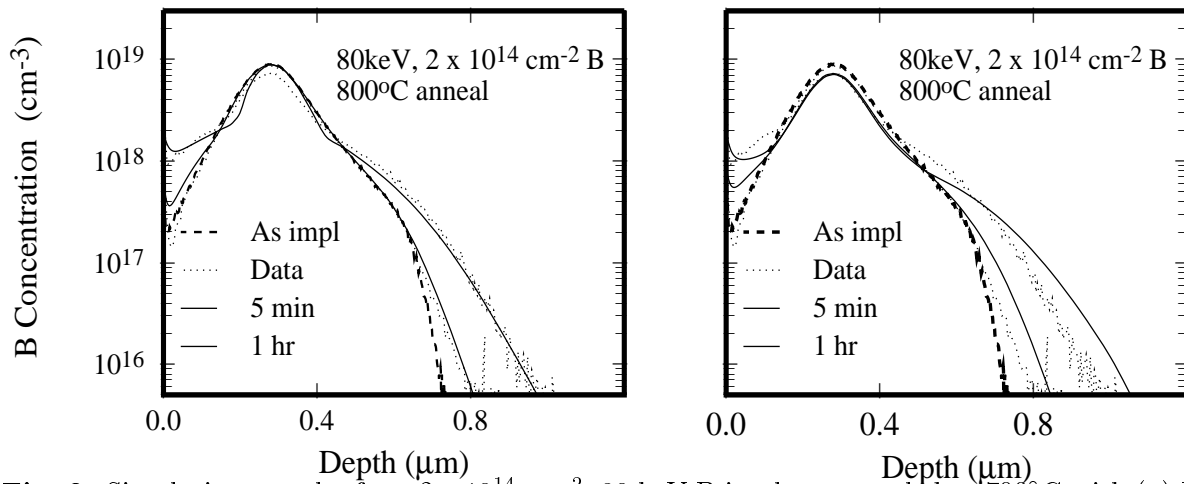 B Concentration (cm-3)
10^19
10^18
10^17
10^16
80keV, 2 x 10^14 cm^-2 B
800oC anneal
As impl
Data
5 min
1 hr
0.0 0.4 0.8
Depth (μm)
80keV, 2 x 10^14 cm^-2 B
800oC anneal
As impl
Data
5 min
1 hr
0.0 0.4 0.8
Depth (μm)